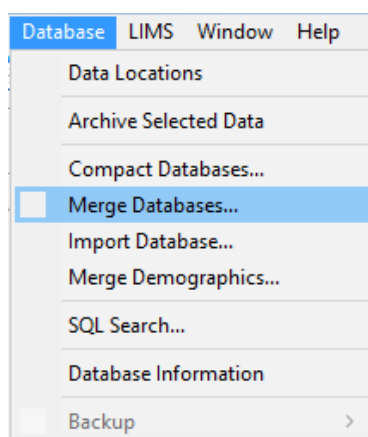 Database LIMS Window Help
Data Locations
Archive Selected Data
Compact Databases...
Merge Databases...
Import Database...
Merge Demographics...
SQL Search...
Database Information
Backup >